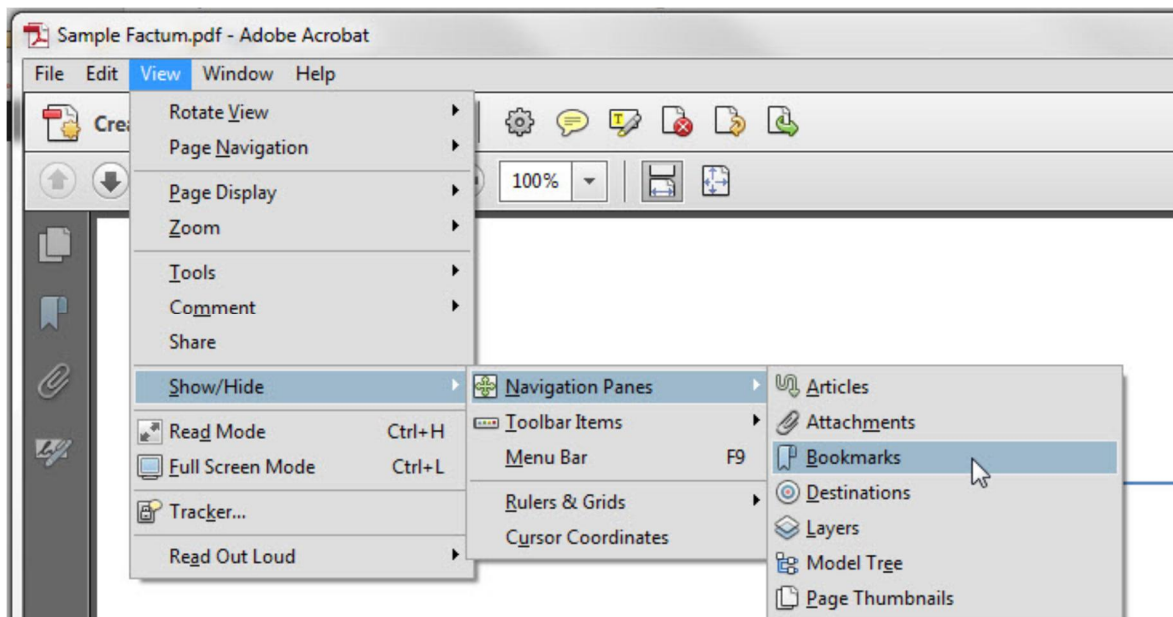 Sample Factum.pdf - Adobe Acrobat
File Edit View Window Help
Crea
100%
Rotate View
Page Navigation
Page Display
Zoom
Tools
Comment
Share
Show/Hide
Read Mode Ctrl+H
Full Screen Mode Ctrl+L
Tracker...
Read Out Loud
Navigation Panes
Toolbar Items
Menu Bar F9
Rulers & Grids
Cursor Coordinates
Articles
Attachments
Bookmarks
Destinations
Layers
Model Tree
Page Thumbnails